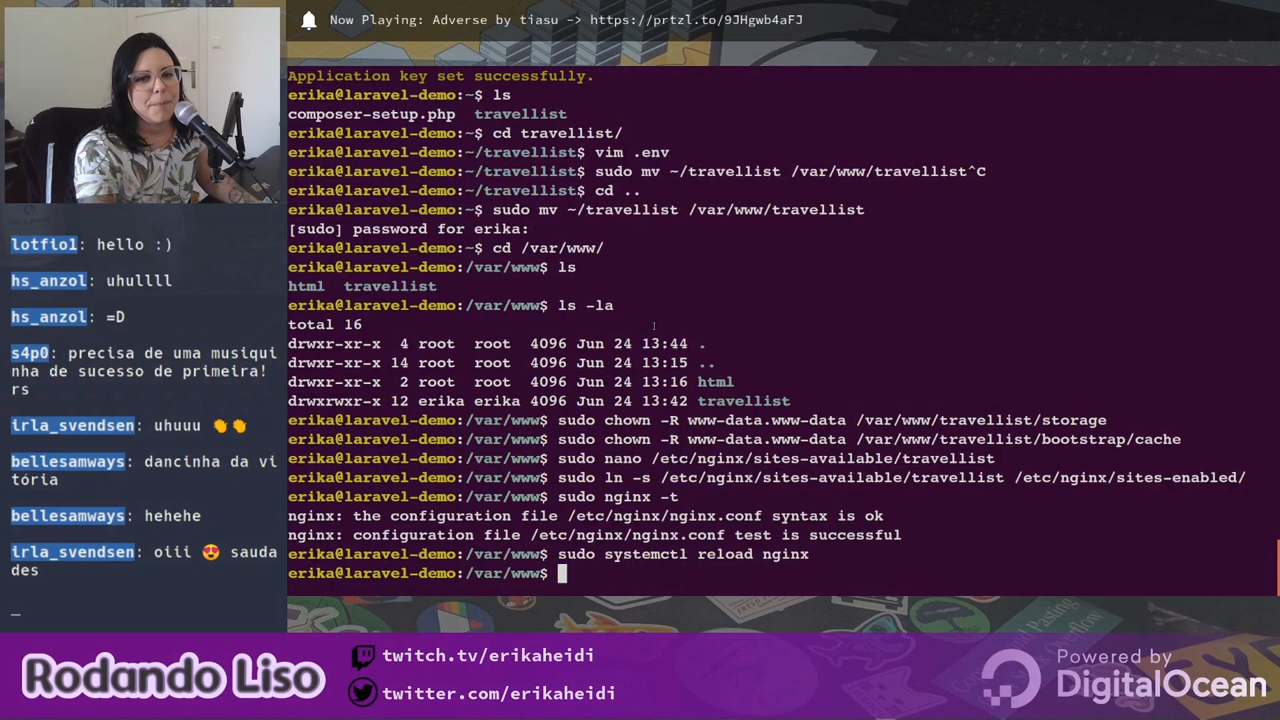 Now Playing: Adverse by tiasu -> https://prtzl.to/9JHgwb4aFJ
Application key set successfully.
erika@laravel-demo:~$ ls
composer-setup.php  travellist
erika@laravel-demo:~$ cd travellist/
erika@laravel-demo:~/travellist$ vim .env
erika@laravel-demo:~/travellist$ sudo mv ~/travellist /var/www/travellist^C
erika@laravel-demo:~/travellist$ cd ..
erika@laravel-demo:~$ sudo mv ~/travellist /var/www/travellist
[sudo] password for erika:
erika@laravel-demo:~$ cd /var/www/
erika@laravel-demo:/var/www$ ls
html  travellist
erika@laravel-demo:/var/www$ ls -la
total 16
drwxr-xr-x  4 root  root  4096 Jun 24 13:44 .
drwxr-xr-x 14 root  root  4096 Jun 24 13:15 ..
drwxr-xr-x  2 root  root  4096 Jun 24 13:16 html
drwxrwxr-x 12 erika erika 4096 Jun 24 13:42 travellist
erika@laravel-demo:/var/www$ sudo chown -R www-data.www-data /var/www/travellist/storage
erika@laravel-demo:/var/www$ sudo chown -R www-data.www-data /var/www/travellist/bootstrap/cache
erika@laravel-demo:/var/www$ sudo nano /etc/nginx/sites-available/travellist
erika@laravel-demo:/var/www$ sudo ln -s /etc/nginx/sites-available/travellist /etc/nginx/sites-enabled/
erika@laravel-demo:/var/www$ sudo nginx -t
nginx: the configuration file /etc/nginx/nginx.conf syntax is ok
nginx: configuration file /etc/nginx/nginx.conf test is successful
erika@laravel-demo:/var/www$ sudo systemctl reload nginx
erika@laravel-demo:/var/www$
lotfio1: hello :)
hs_anzol: uhullll
hs_anzol: =D
s4p0: precisa de uma musiqui
nha de sucesso de primeira!
rs
irla_svendsen: uhuuu 👏👏
bellesamways: dancinha da vi
tória
bellesamways: hehehe
irla_svendsen: oiii 😍 sauda
des
_
Rodando Liso
twitch.tv/erikaheidi
twitter.com/erikaheidi
Powered by
DigitalOcean